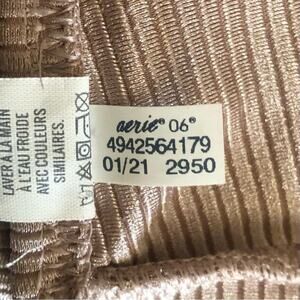 aerie® 06®
4942564179
01/21 2950
LAVER A LA MAIN
À L'EAU FROIDE
AVEC COULEURS
SIMILAIRES.